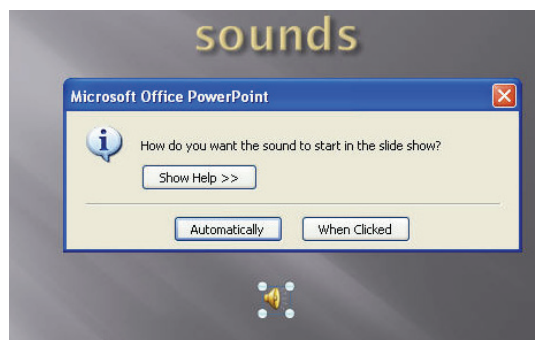 sounds
Microsoft Office PowerPoint
How do you want the sound to start in the slide show?
Show Help >>
Automatically When Clicked